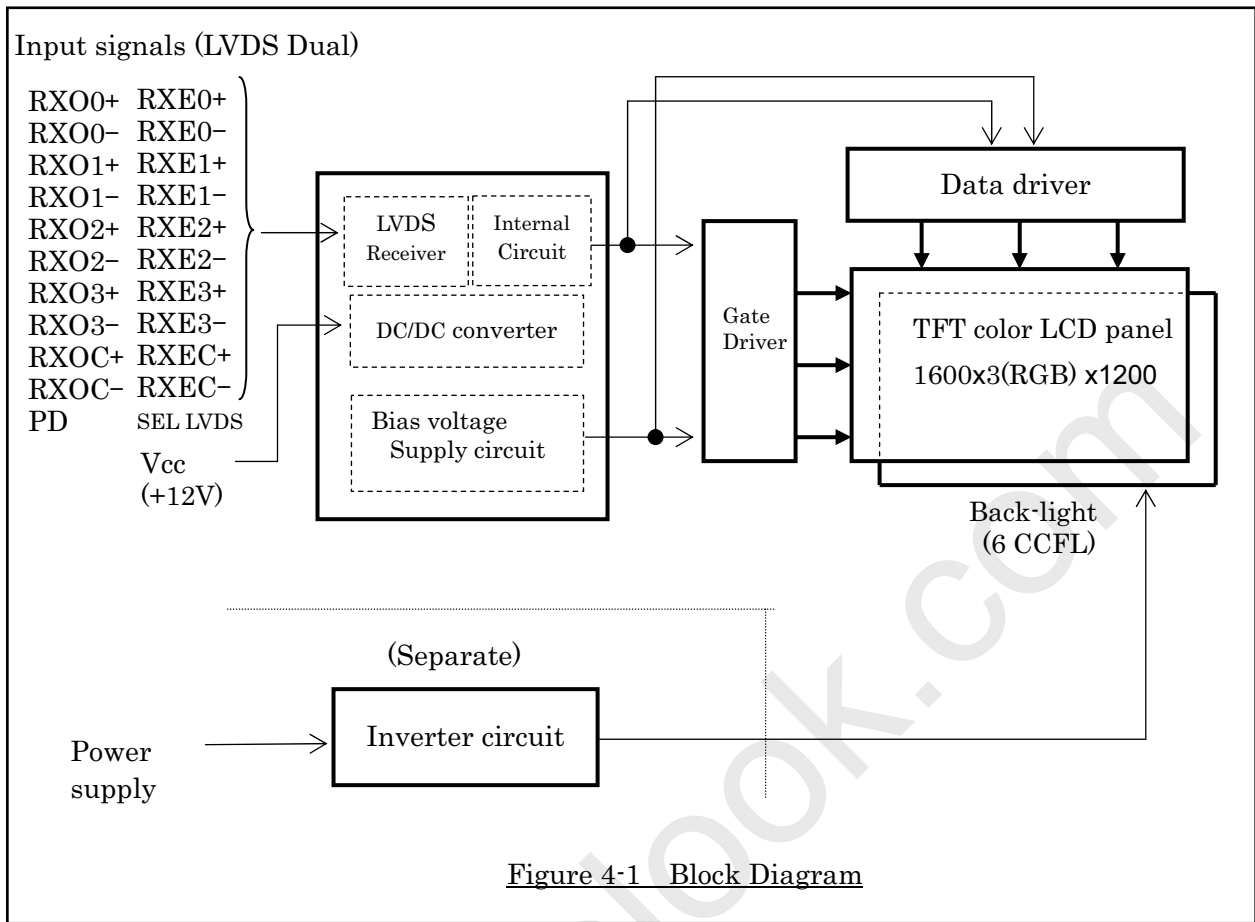 Input signals (LVDS Dual)
RXO0+ RXE0+
RXO0− RXE0−
RXO1+ RXE1+
RXO1− RXE1−
RXO2+ RXE2+
RXO2− RXE2−
RXO3+ RXE3+
RXO3− RXE3−
RXOC+ RXEC+
RXOC− RXEC−
PD SEL LVDS
Vcc
(+12V)
LVDS
Receiver
Internal
Circuit
DC/DC converter
Bias voltage
Supply circuit
Gate
Driver
Data driver
TFT color LCD panel
1600x3(RGB) x1200
Back-light
(6 CCFL)
(Separate)
Inverter circuit
Power
supply
Figure 4-1 Block Diagram
look.com